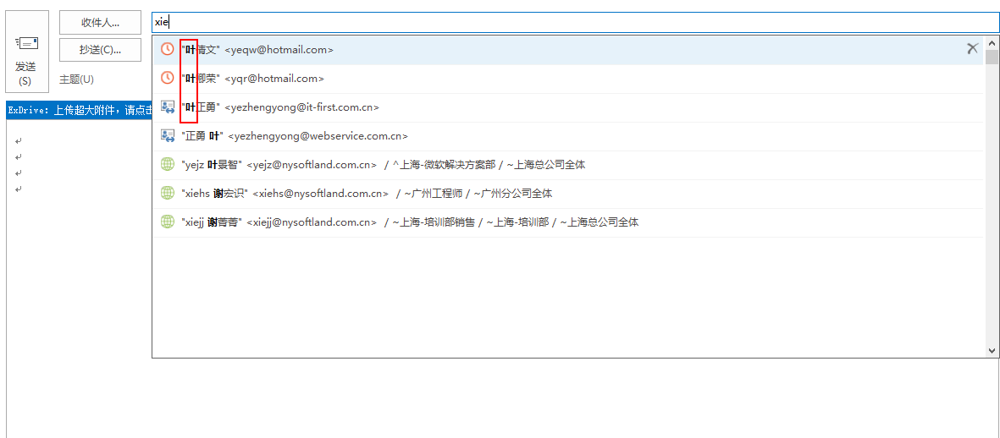 收件人...
xie
发送
(S)
抄送(C)...
主题(U)
"叶倩文" <yeqw@hotmail.com>
"叶卿荣" <yqr@hotmail.com>
"叶正勇" <yezhengyong@it-first.com.cn>
"正勇 叶" <yezhengyong@webservice.com.cn>
"yejz 叶景智" <yejz@nysoftland.com.cn> / ^上海-微软解决方案部 / ~上海总公司全体
"xiehs 谢宏识" <xiehs@nysoftland.com.cn> / ~广州工程师 / ~广州分公司全体
"xiejj 谢菁菁" <xiejj@nysoftland.com.cn> / ~上海-培训部销售 / ~上海-培训部 / ~上海总公司全体
ExDrive: 上传超大附件，请点击